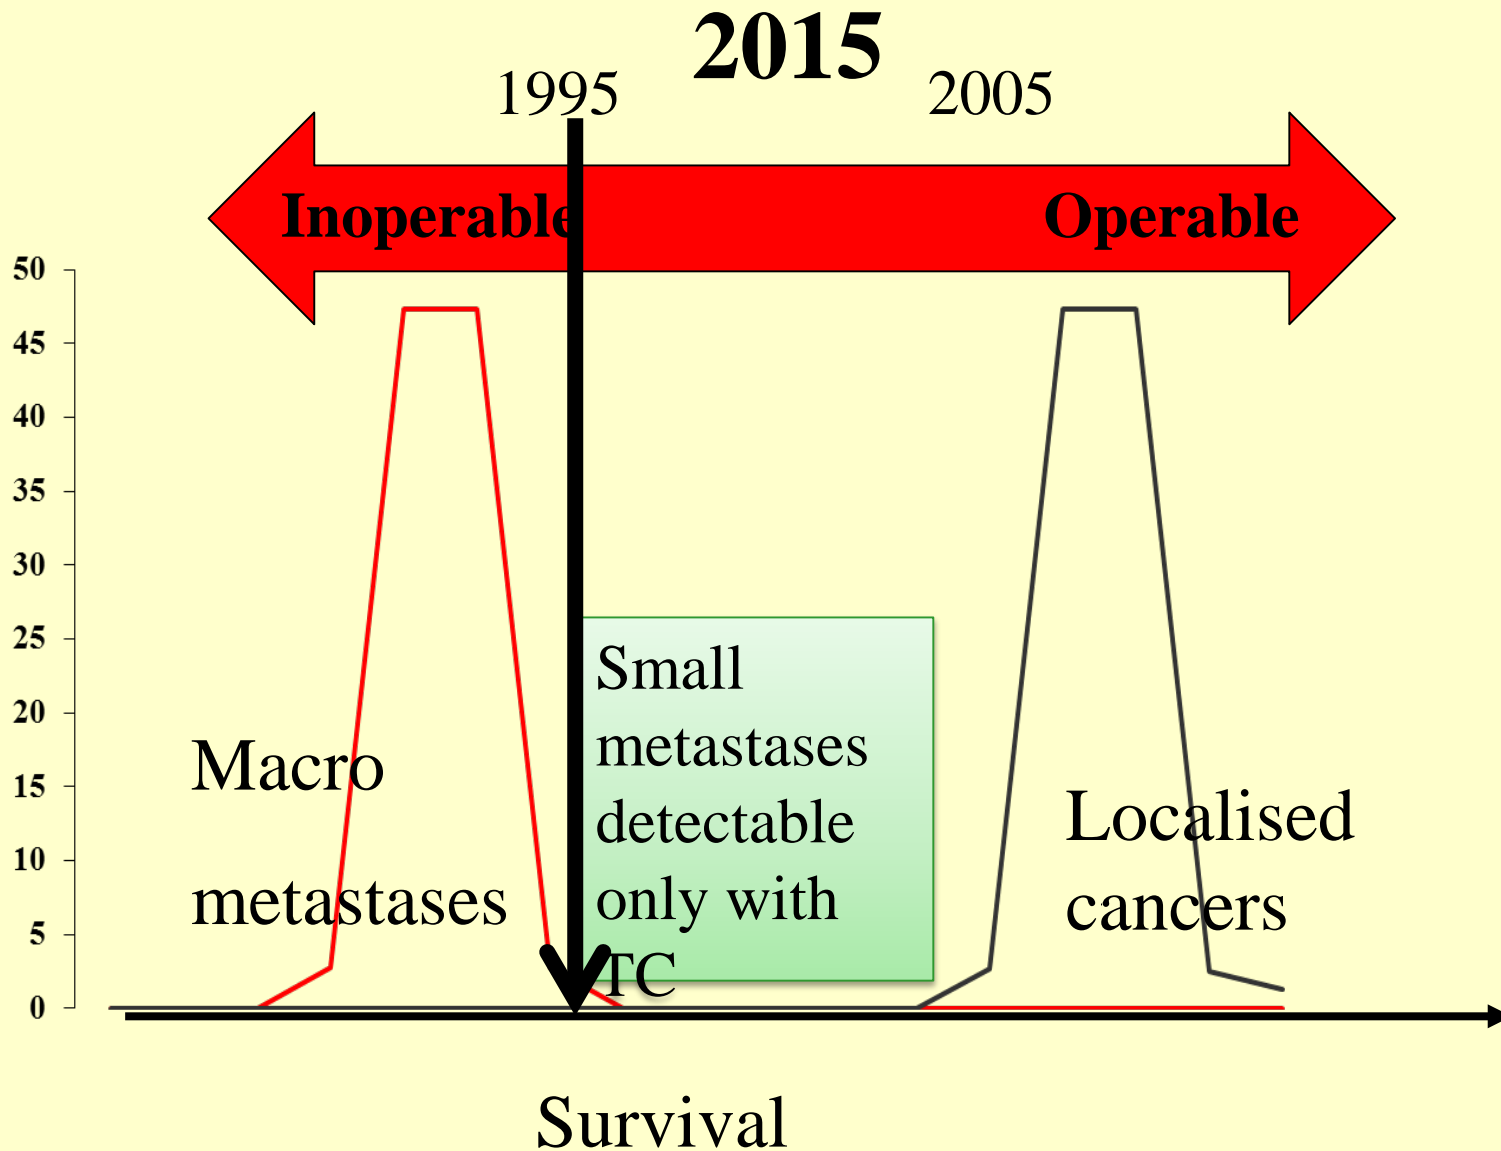 2015
1995
2005
Inoperable
Operable
50
45
40
35
30
25
20
15
10
5
0
Macro
metastases
Small
metastases
detectable
only with
TC
Localised
cancers
Survival